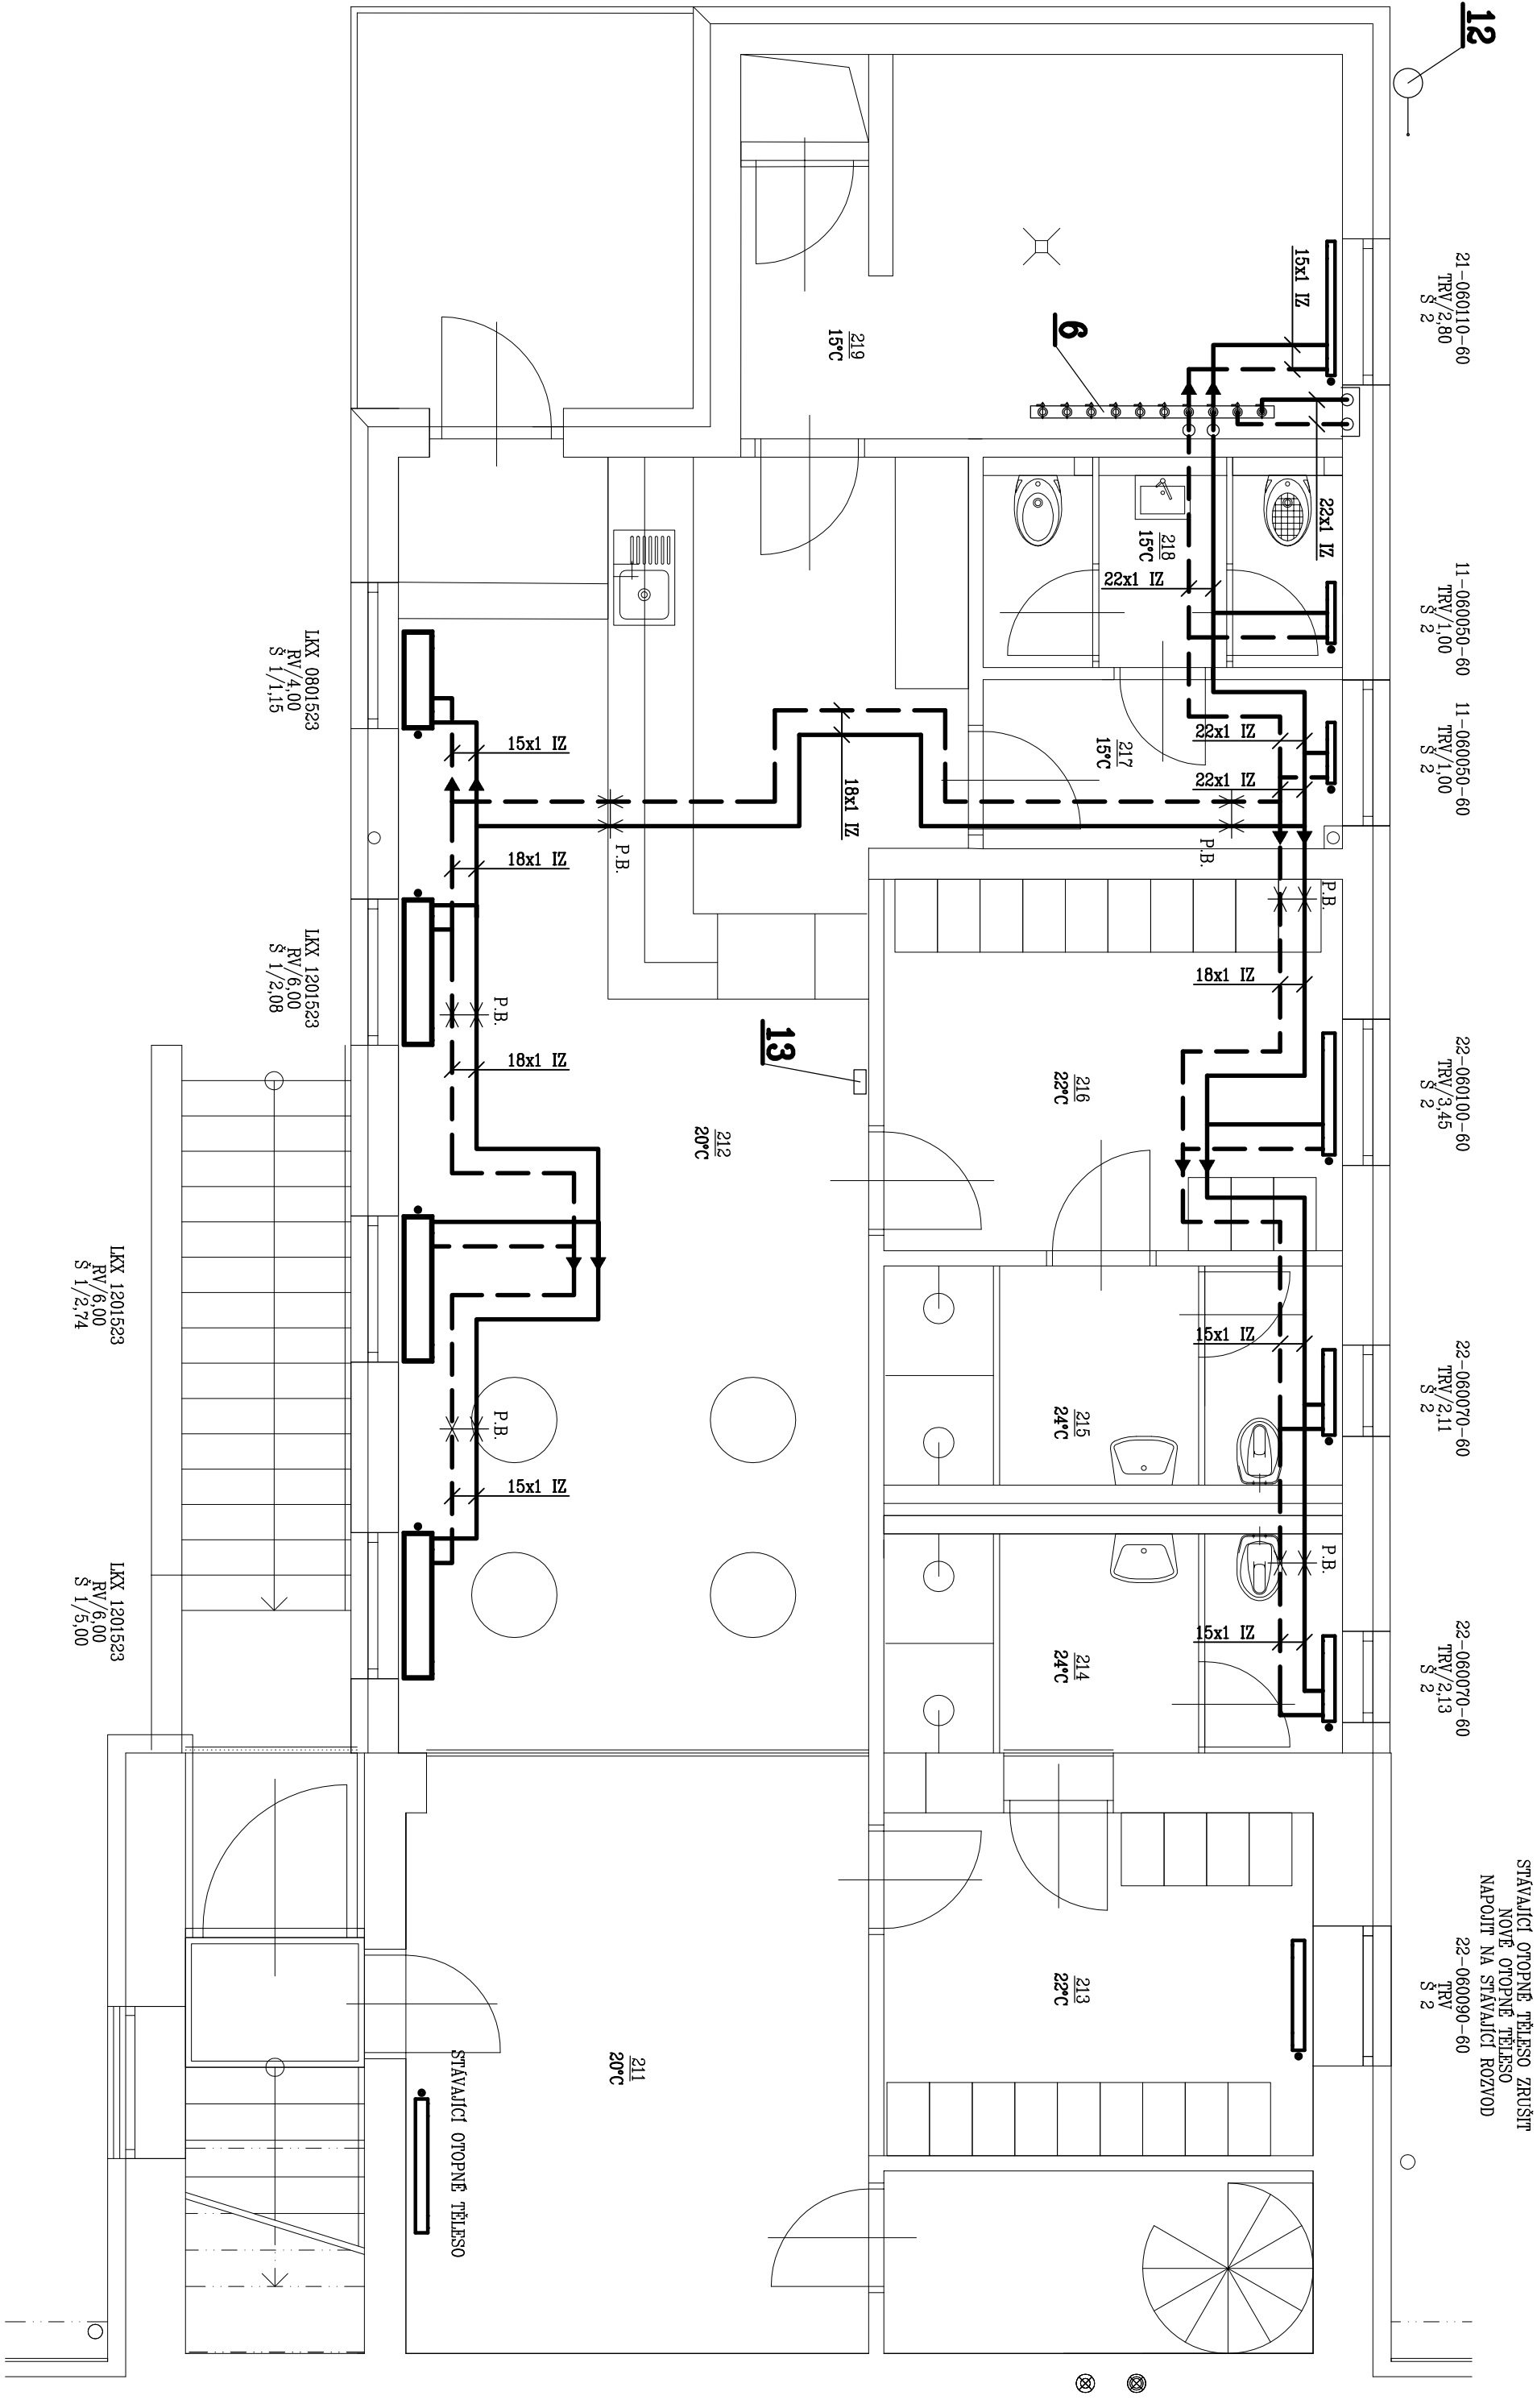 12
21-060110-60
TRV/2,80
Š 2
11-060050-60
TRV/1,00
Š 2
11-060050-60
TRV/1,00
Š 2
22-060100-60
TRV/3,45
Š 2
22-060070-60
TRV/2,11
Š 2
22-060070-60
TRV/2,13
Š 2
STÁVAJÍCÍ OTOPNÉ TĚLESO ZRUŠIT
NOVÉ OTOPNÉ TĚLESO
NAPOJIT NA STÁVAJÍCÍ ROZVOD
22-060090-60
TRV
Š 2
15x1 IZ
22x1 IZ
6
219
15°C
218
15°C
22x1 IZ
217
15°C
22x1 IZ
22x1 IZ
P.B.
P.B.
18x1 IZ
216
22°C
15x1 IZ
215
24°C
P.B.
15x1 IZ
214
24°C
213
22°C
18x1 IZ
13
212
20°C
211
20°C
P.B.
15x1 IZ
18x1 IZ
P.B.
18x1 IZ
P.B.
15x1 IZ
STÁVAJÍCÍ OTOPNÉ TĚLESO
LKX 0801523
RV/4,00
Š 1/1,15
LKX 1201523
RV/6,00
Š 1/2,08
LKX 1201523
RV/6,00
Š 1/2,74
LKX 1201523
RV/6,00
Š 1/5,00